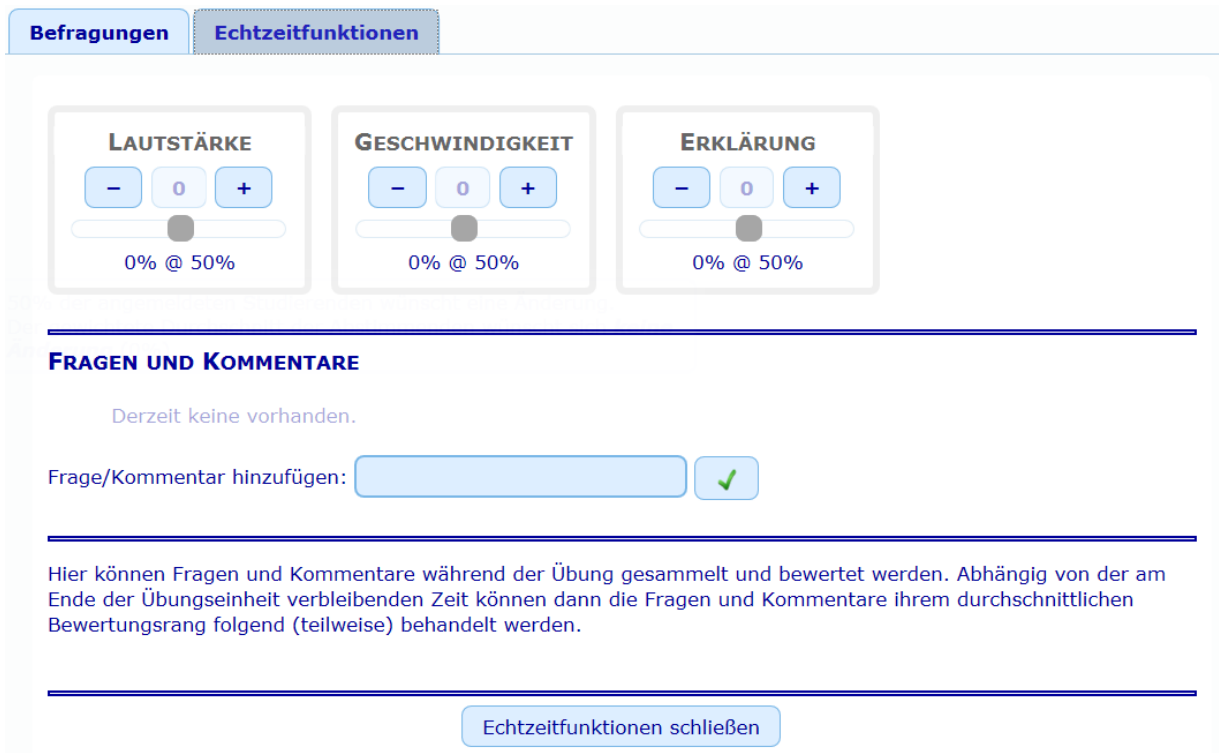 Befragungen Echtzeitfunktionen
LAUTSTÄRKE GESCHWINDIGKEIT ERKLÄRUNG
− 0 + − 0 + − 0 +
0% @ 50% 0% @ 50% 0% @ 50%
FRAGEN UND KOMMENTARE
Derzeit keine vorhanden.
Frage/Kommentar hinzufügen:
Hier können Fragen und Kommentare während der Übung gesammelt und bewertet werden. Abhängig von der am
Ende der Übungseinheit verbleibenden Zeit können dann die Fragen und Kommentare ihrem durchschnittlichen
Bewertungsrang folgend (teilweise) behandelt werden.
Echtzeitfunktionen schließen